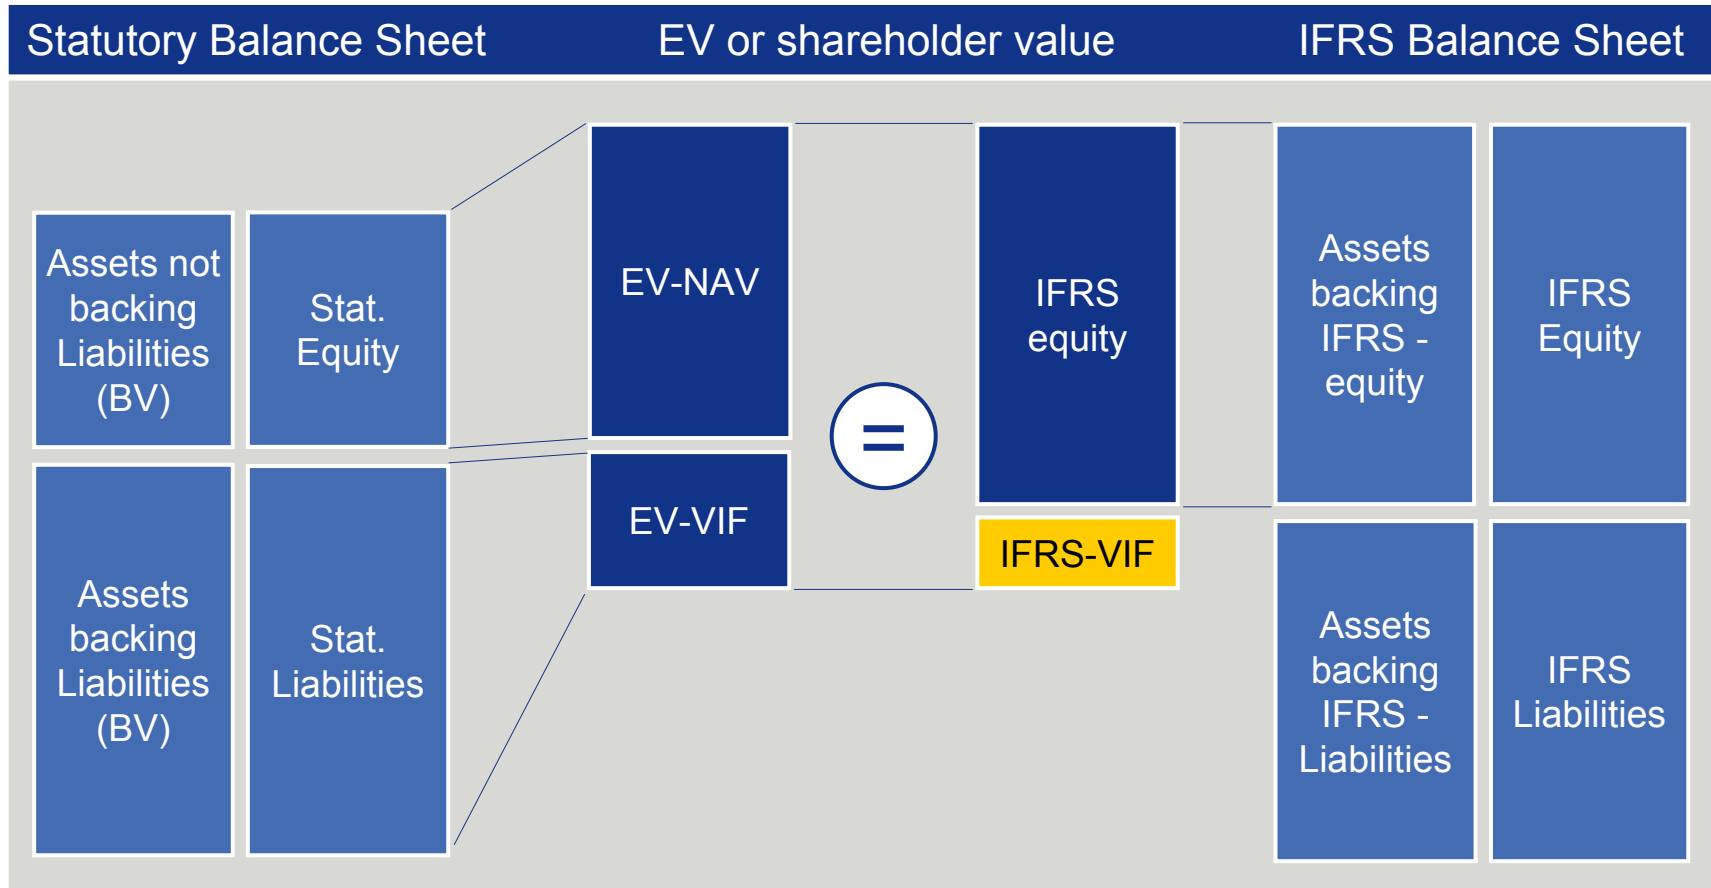 Statutory Balance Sheet
EV or shareholder value
IFRS Balance Sheet
Assets not
backing
Liabilities
(BV)
Stat.
Equity
EV-NAV
IFRS
equity
Assets
backing
IFRS -
equity
IFRS
Equity
=
Assets
backing
Liabilities
(BV)
Stat.
Liabilities
EV-VIF
IFRS-VIF
Assets
backing
IFRS -
Liabilities
IFRS
Liabilities